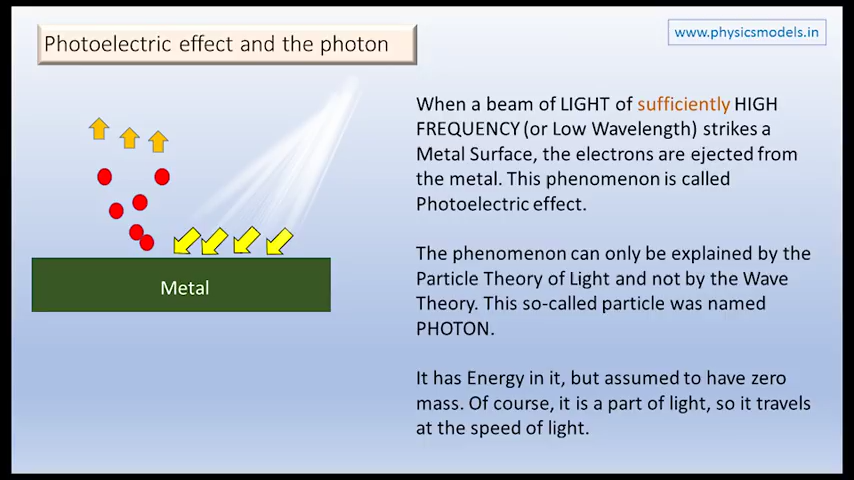 Photoelectric effect and the photon
www.physicsmodels.in
When a beam of LIGHT of sufficiently HIGH
FREQUENCY (or Low Wavelength) strikes a
Metal Surface, the electrons are ejected from
the metal. This phenomenon is called
Photoelectric effect.
The phenomenon can only be explained by the
Particle Theory of Light and not by the Wave
Theory. This so-called particle was named
PHOTON.
It has Energy in it, but assumed to have zero
mass. Of course, it is a part of light, so it travels
at the speed of light.
Metal